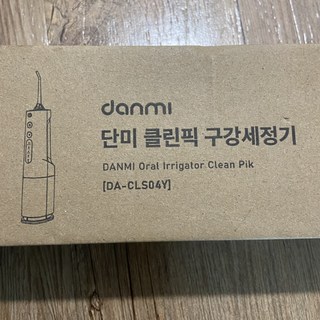 danmi
단미 클린픽 구강세정기
DANMI Oral Irrigator Clean Pik
[DA-CLS04Y]